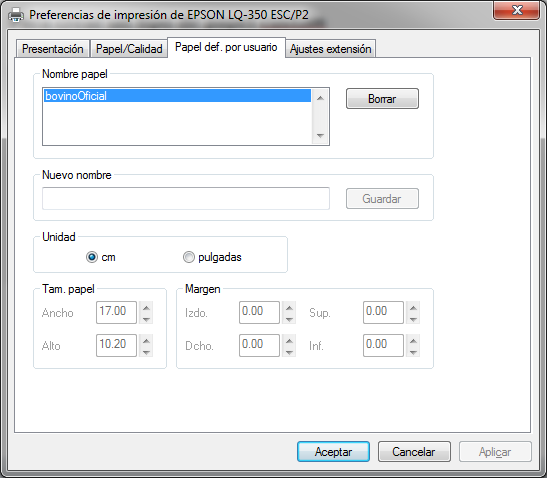 Preferencias de impresión de EPSON LQ-350 ESC/P2
Presentación Papel/Calidad Papel def. por usuario Ajustes extensión
Nombre papel
bovinoOficial
Borrar
Nuevo nombre
Guardar
Unidad
cm pulgadas
Tam. papel Margen
Ancho 17.00 Izdo. 0.00 Sup. 0.00
Alto 10.20 Dcho. 0.00 Inf. 0.00
Aceptar Cancelar Aplicar